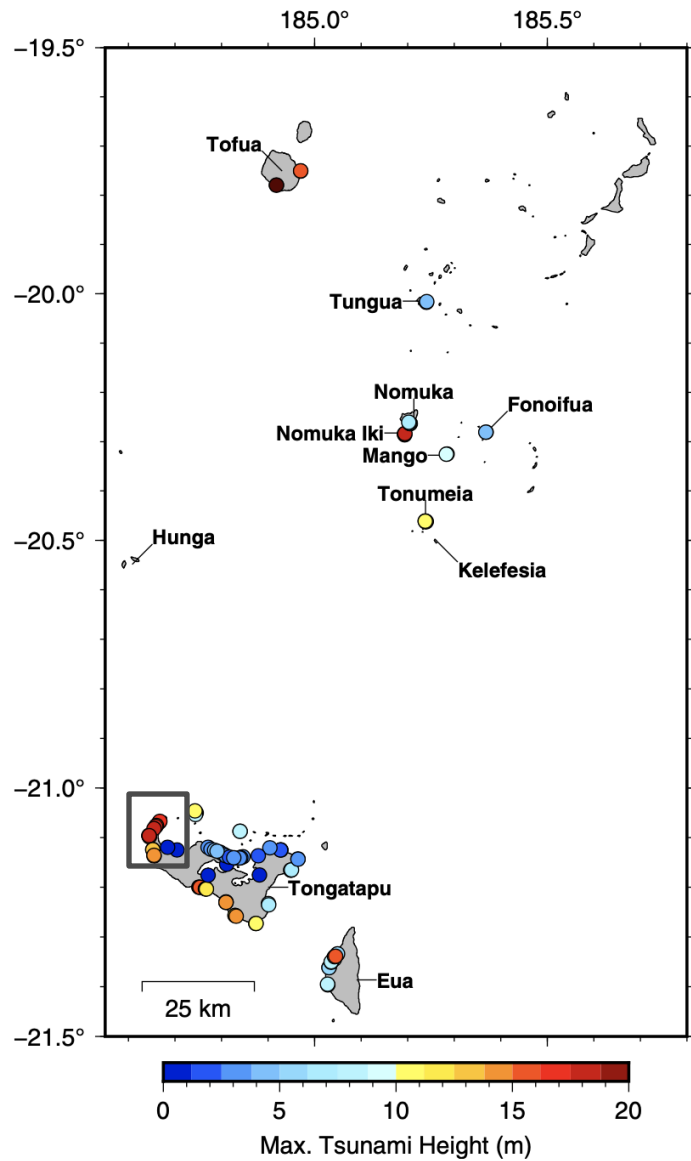 185.0° 185.5°
−19.5°
Tofua
−20.0°
Tungua
Nomuka
Fonoifua
Nomuka Iki
Mango
Tonumeia
−20.5°
Hunga
Kelefesia
−21.0°
Tongatapu
Eua
25 km
−21.5°
0 5 10 15 20
Max. Tsunami Height (m)